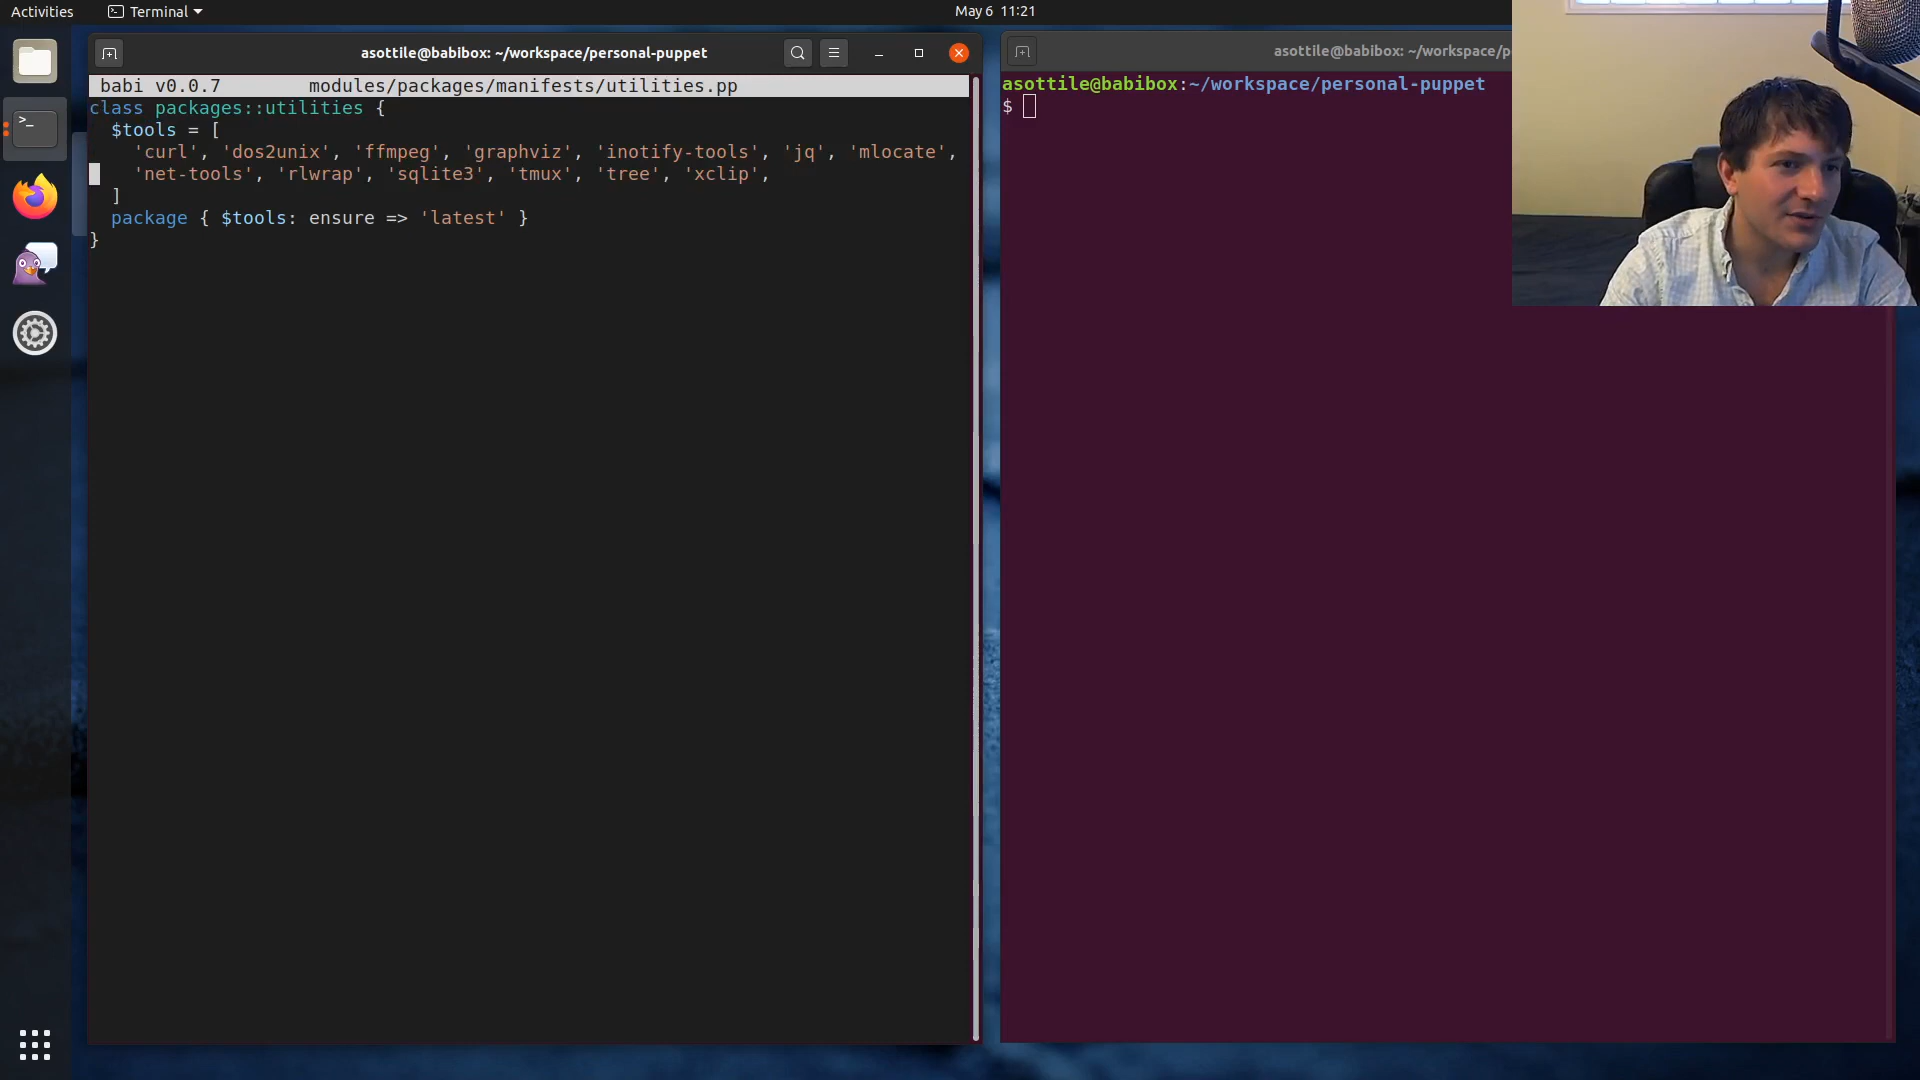 Activities
Terminal
May 6 11:21
asottile@babibox: ~/workspace/personal-puppet
babi v0.0.7 modules/packages/manifests/utilities.pp
class packages::utilities {
$tools = [
'curl', 'dos2unix', 'ffmpeg', 'graphviz', 'inotify-tools', 'jq', 'mlocate',
'net-tools', 'rlwrap', 'sqlite3', 'tmux', 'tree', 'xclip',
]
package { $tools: ensure => 'latest' }
}
asottile@babibox: ~/workspace/p
asottile@babibox:~/workspace/personal-puppet
$